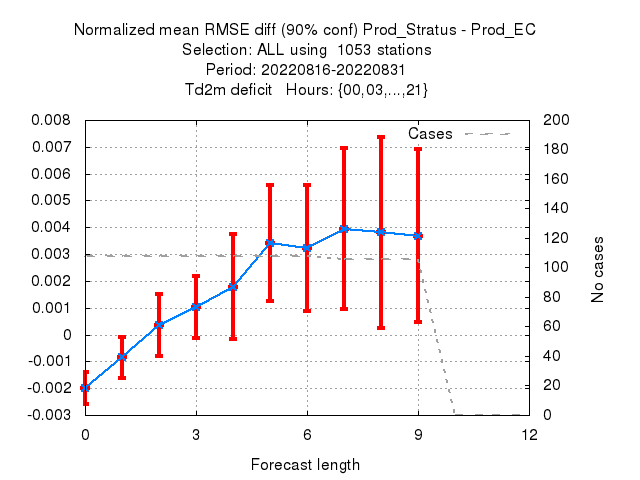 Normalized mean RMSE diff (90% conf) Prod_Stratus - Prod_EC
Selection: ALL using  1053 stations
Period: 20220816-20220831
Td2m deficit   Hours: {00,03,...,21}
Cases
0.008
0.007
0.006
0.005
0.004
0.003
0.002
0.001
0
-0.001
-0.002
-0.003
200
180
160
140
120
100
80
60
40
20
0
No cases
0 3 6 9 12
Forecast length